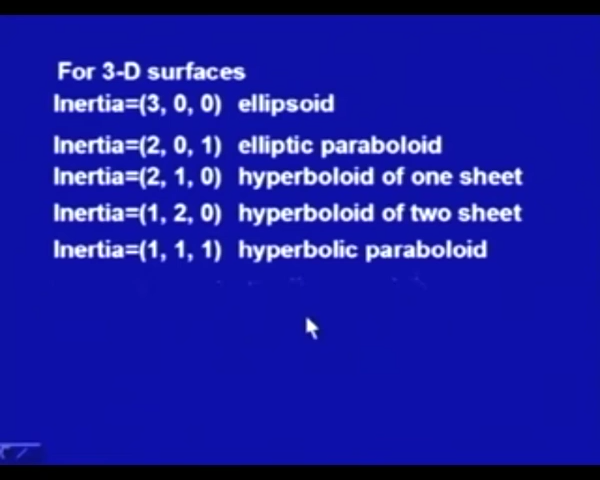 For 3-D surfaces
Inertia=(3, 0, 0) ellipsoid
Inertia=(2, 0, 1) elliptic paraboloid
Inertia=(2, 1, 0) hyperboloid of one sheet
Inertia=(1, 2, 0) hyperboloid of two sheet
Inertia=(1, 1, 1) hyperbolic paraboloid